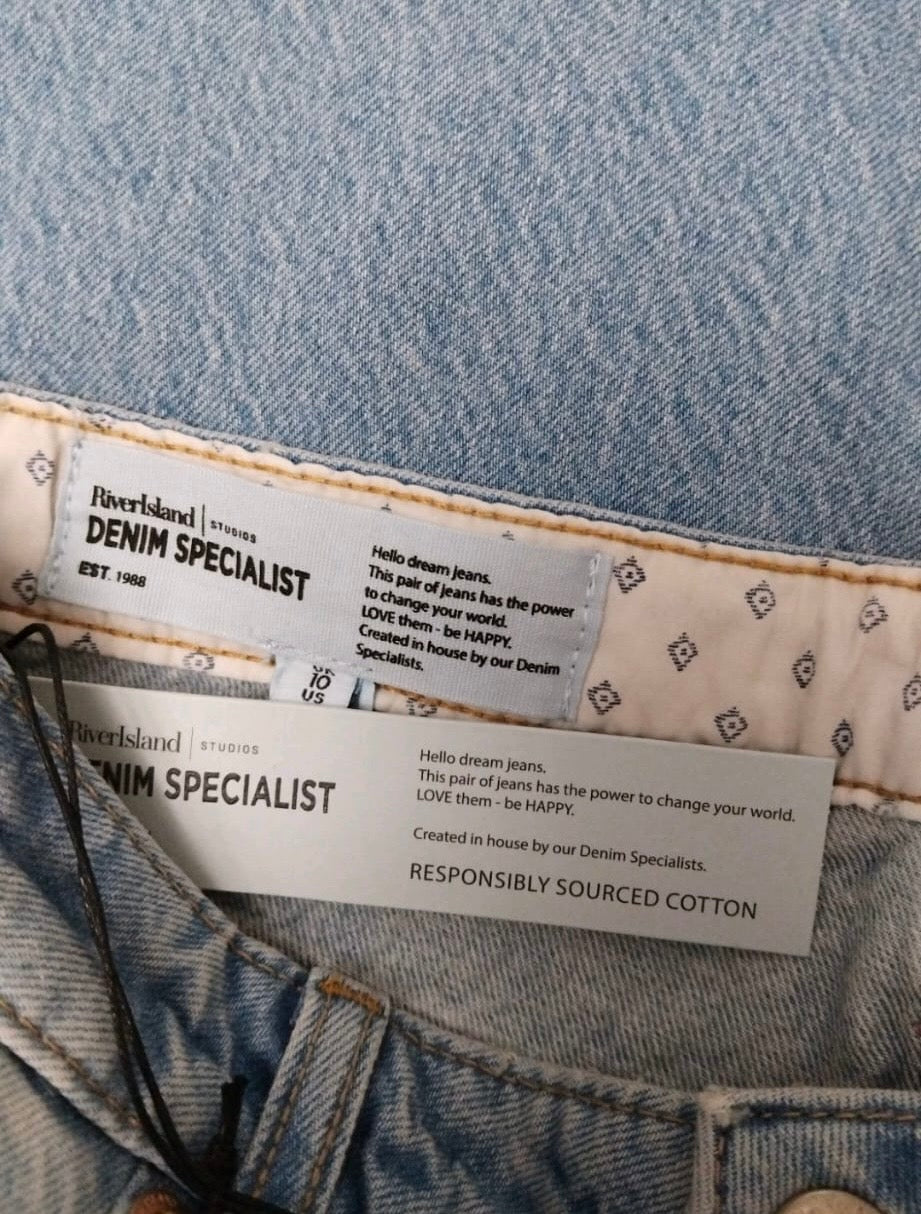 RiverIsland | STUDIOS
DENIM SPECIALIST
EST. 1988
Hello dream jeans.
This pair of jeans has the power
to change your world.
LOVE them - be HAPPY.
Created in house by our Denim
Specialists.
UK
10
US
RiverIsland | STUDIOS
NIM SPECIALIST
Hello dream jeans.
This pair of jeans has the power to change your world.
LOVE them - be HAPPY.
Created in house by our Denim Specialists.
RESPONSIBLY SOURCED COTTON